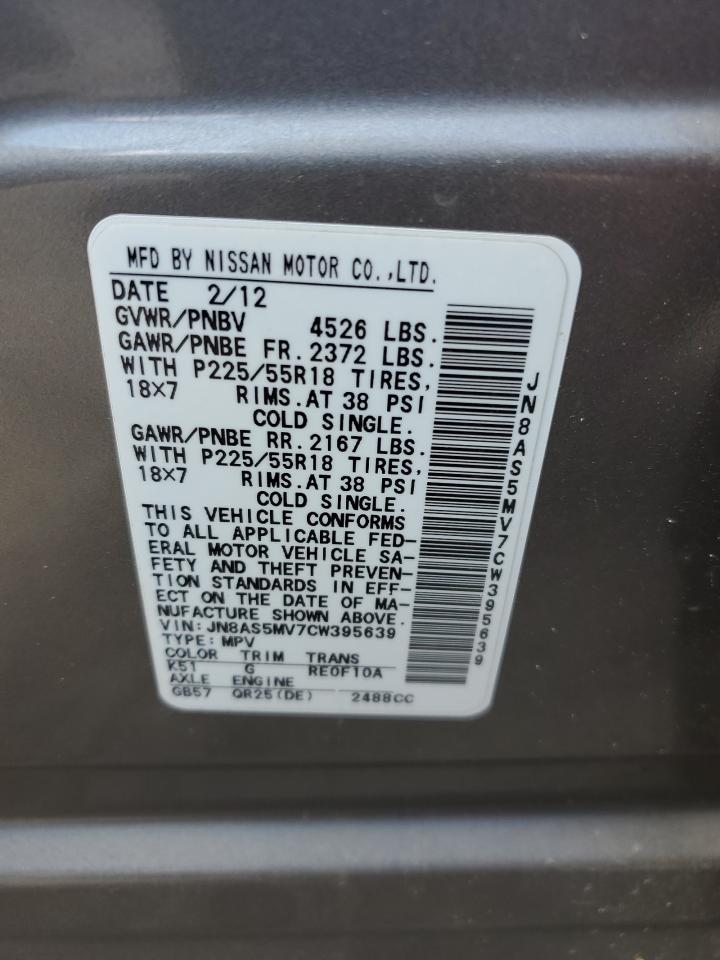 MFD BY NISSAN MOTOR CO.,LTD.
DATE 2/12
GVWR/PNBV 4526 LBS.
GAWR/PNBE FR.2372 LBS.
WITH P225/55R18 TIRES,
18×7 RIMS.AT 38 PSI
COLD SINGLE.
GAWR/PNBE RR.2167 LBS.
WITH P225/55R18 TIRES,
18×7 RIMS.AT 38 PSI
COLD SINGLE.
THIS VEHICLE CONFORMS
TO ALL APPLICABLE FED-
ERAL MOTOR VEHICLE SA-
FETY AND THEFT PREVEN-
TION STANDARDS IN EFF-
ECT ON THE DATE OF MA-
NUFACTURE SHOWN ABOVE.
VIN:JN8AS5MV7CW395639
TYPE:MPV
COLOR TRIM TRANS
K51 G RE0F10A
AXLE ENGINE
GB57 QR25(DE) 2488CC
JN8AS5MV7CW395639